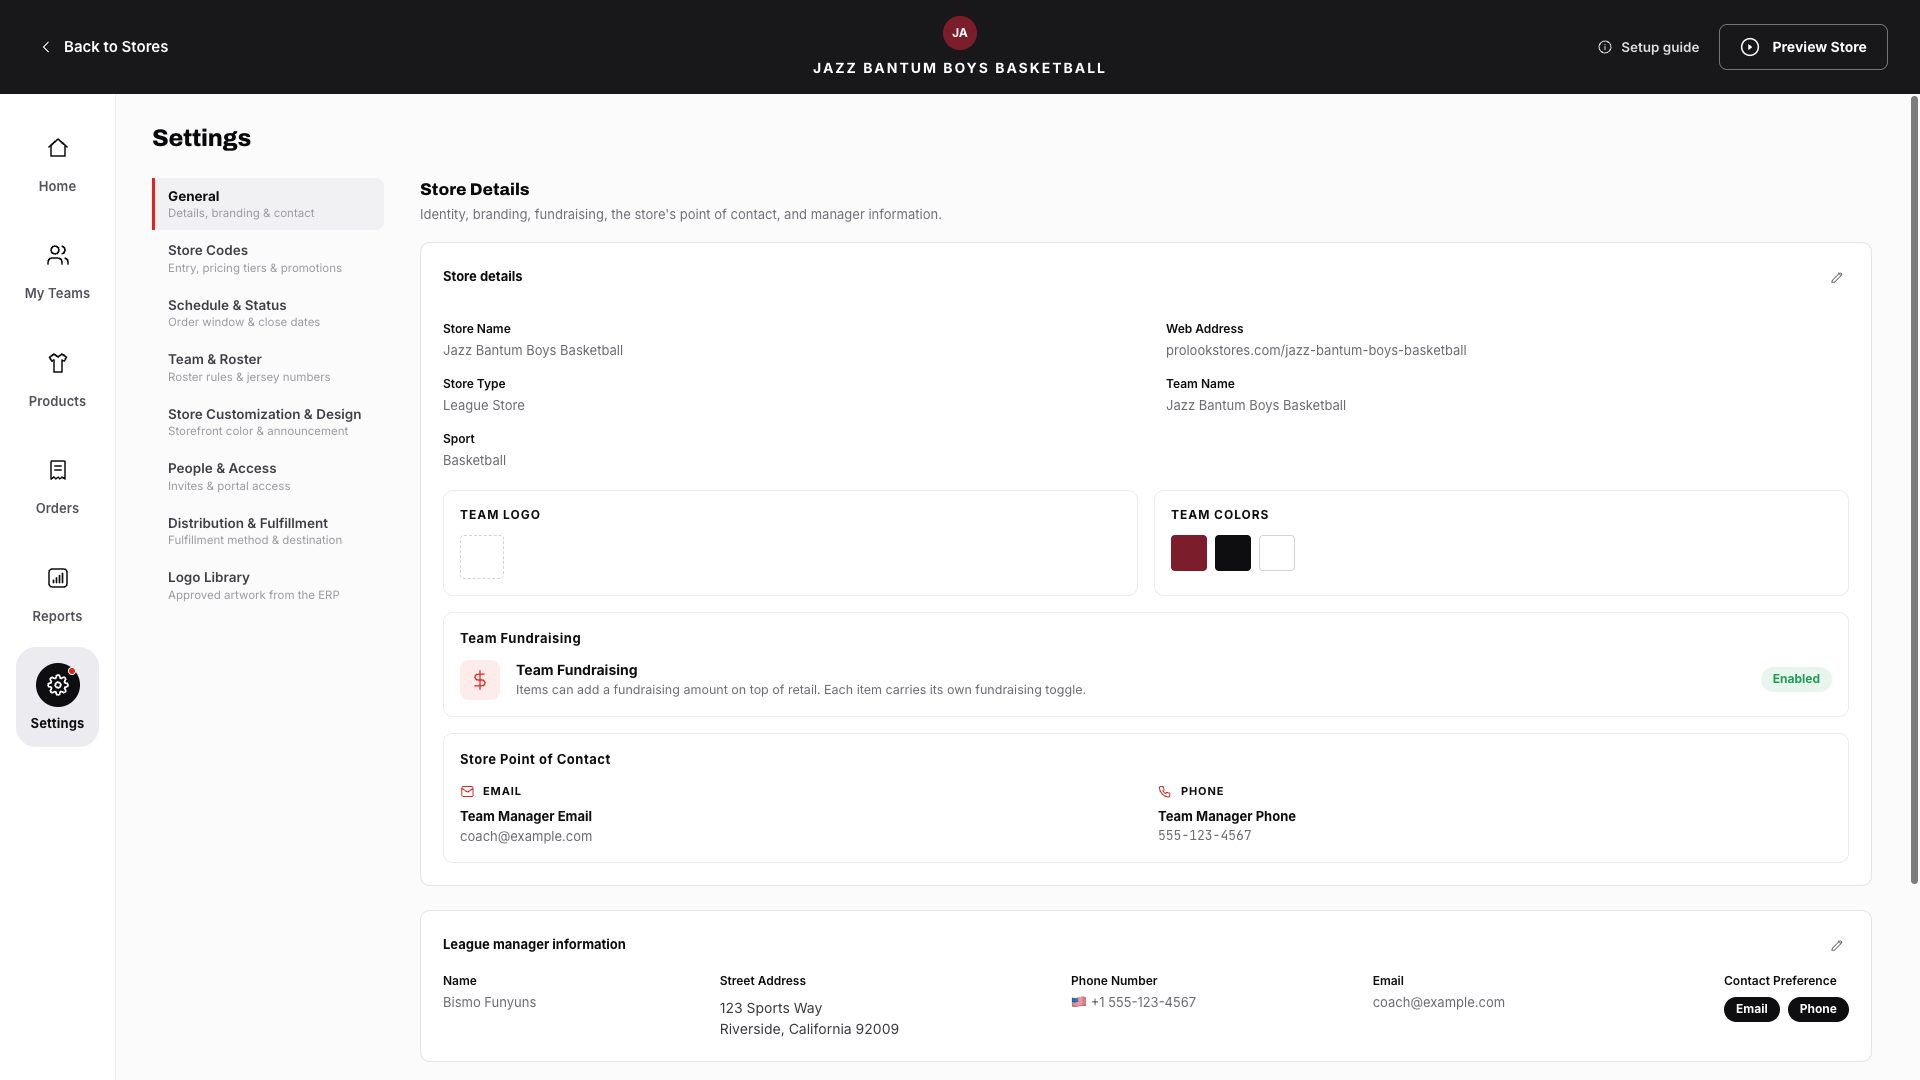 Back to Stores
JA
JAZZ BANTUM BOYS BASKETBALL
Setup guide
Preview Store
Home
My Teams
Products
Orders
Reports
Settings
Settings
General
Details, branding & contact
Store Codes
Entry, pricing tiers & promotions
Schedule & Status
Order window & close dates
Team & Roster
Roster rules & jersey numbers
Store Customization & Design
Storefront color & announcement
People & Access
Invites & portal access
Distribution & Fulfillment
Fulfillment method & destination
Logo Library
Approved artwork from the ERP
Store Details
Identity, branding, fundraising, the store's point of contact, and manager information.
Store details
Store Name
Jazz Bantum Boys Basketball
Web Address
prolookstores.com/jazz-bantum-boys-basketball
Store Type
League Store
Team Name
Jazz Bantum Boys Basketball
Sport
Basketball
TEAM LOGO
TEAM COLORS
Team Fundraising
Team Fundraising
Items can add a fundraising amount on top of retail. Each item carries its own fundraising toggle.
Enabled
Store Point of Contact
EMAIL
Team Manager Email
coach@example.com
PHONE
Team Manager Phone
555-123-4567
League manager information
Name
Bismo Funyuns
Street Address
123 Sports Way
Riverside, California 92009
Phone Number
+1 555-123-4567
Email
coach@example.com
Contact Preference
Email
Phone